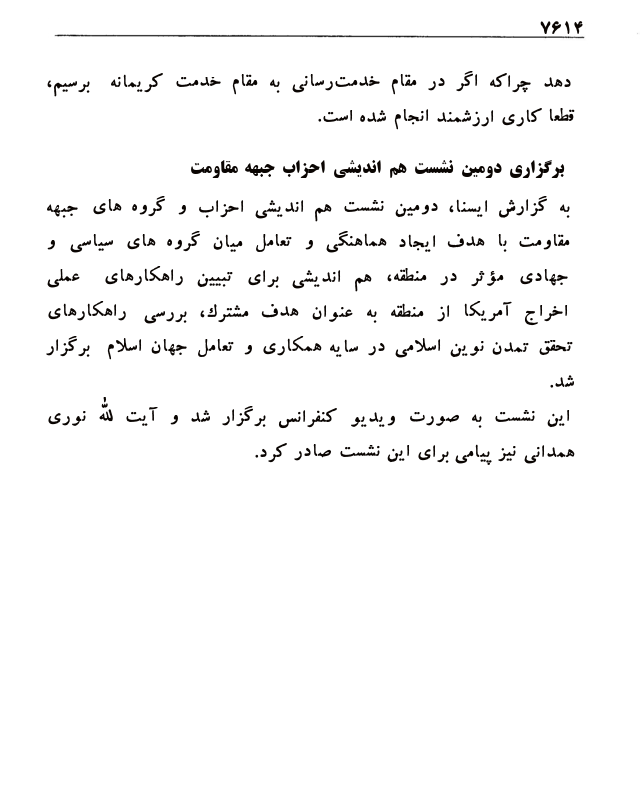 ۷۶۱۴
دهد چراکه اگر در مقام خدمت‌رسانی به مقام خدمت کریمانه برسیم،
قطعا کاری ارزشمند انجام شده است.
برگزاری دومین نشست هم اندیشی احزاب جبهه مقاومت
به گزارش ایسنا، دومین نشست هم اندیشی احزاب و گروه های جبهه
مقاومت با هدف ایجاد هماهنگی و تعامل میان گروه های سیاسی و
جهادی مؤثر در منطقه، هم اندیشی برای تبیین راهکارهای عملی
اخراج آمریکا از منطقه به عنوان هدف مشترك، بررسی راهکارهای
تحقق تمدن نوین اسلامی در سایه همکاری و تعامل جهان اسلام برگزار
شد.
این نشست به صورت ویدیو کنفرانس برگزار شد و آیت لله نوری
همدانی نیز پیامی برای این نشست صادر کرد.